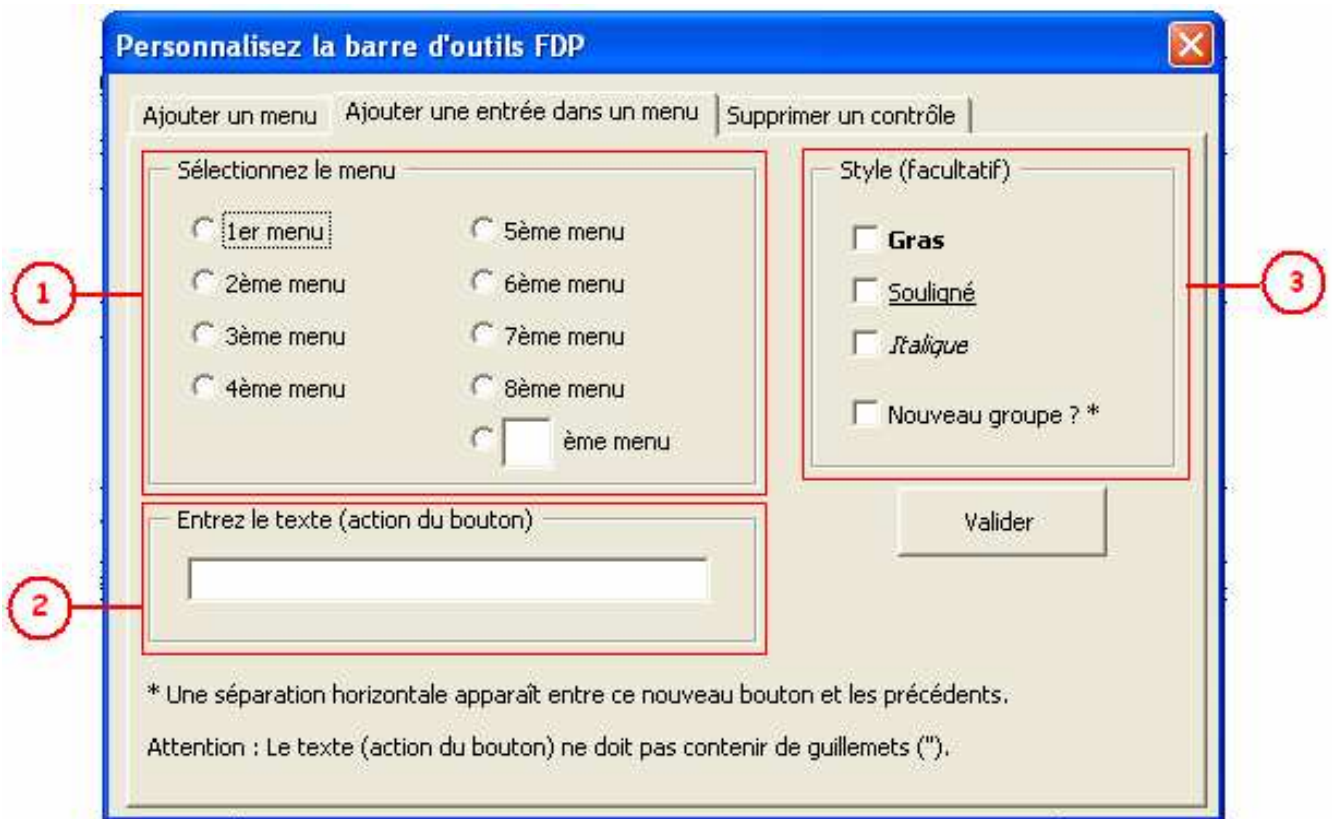 Personnalisez la barre d'outils FDP
Ajouter un menu
Ajouter une entrée dans un menu
Supprimer un contrôle
Sélectionnez le menu
1er menu
2ème menu
3ème menu
4ème menu
5ème menu
6ème menu
7ème menu
8ème menu
ème menu
1
Style (facultatif)
Gras
Souligné
Italique
Nouveau groupe ? *
3
Entrez le texte (action du bouton)
2
Valider
* Une séparation horizontale apparaît entre ce nouveau bouton et les précédents.
Attention : Le texte (action du bouton) ne doit pas contenir de guillemets (").